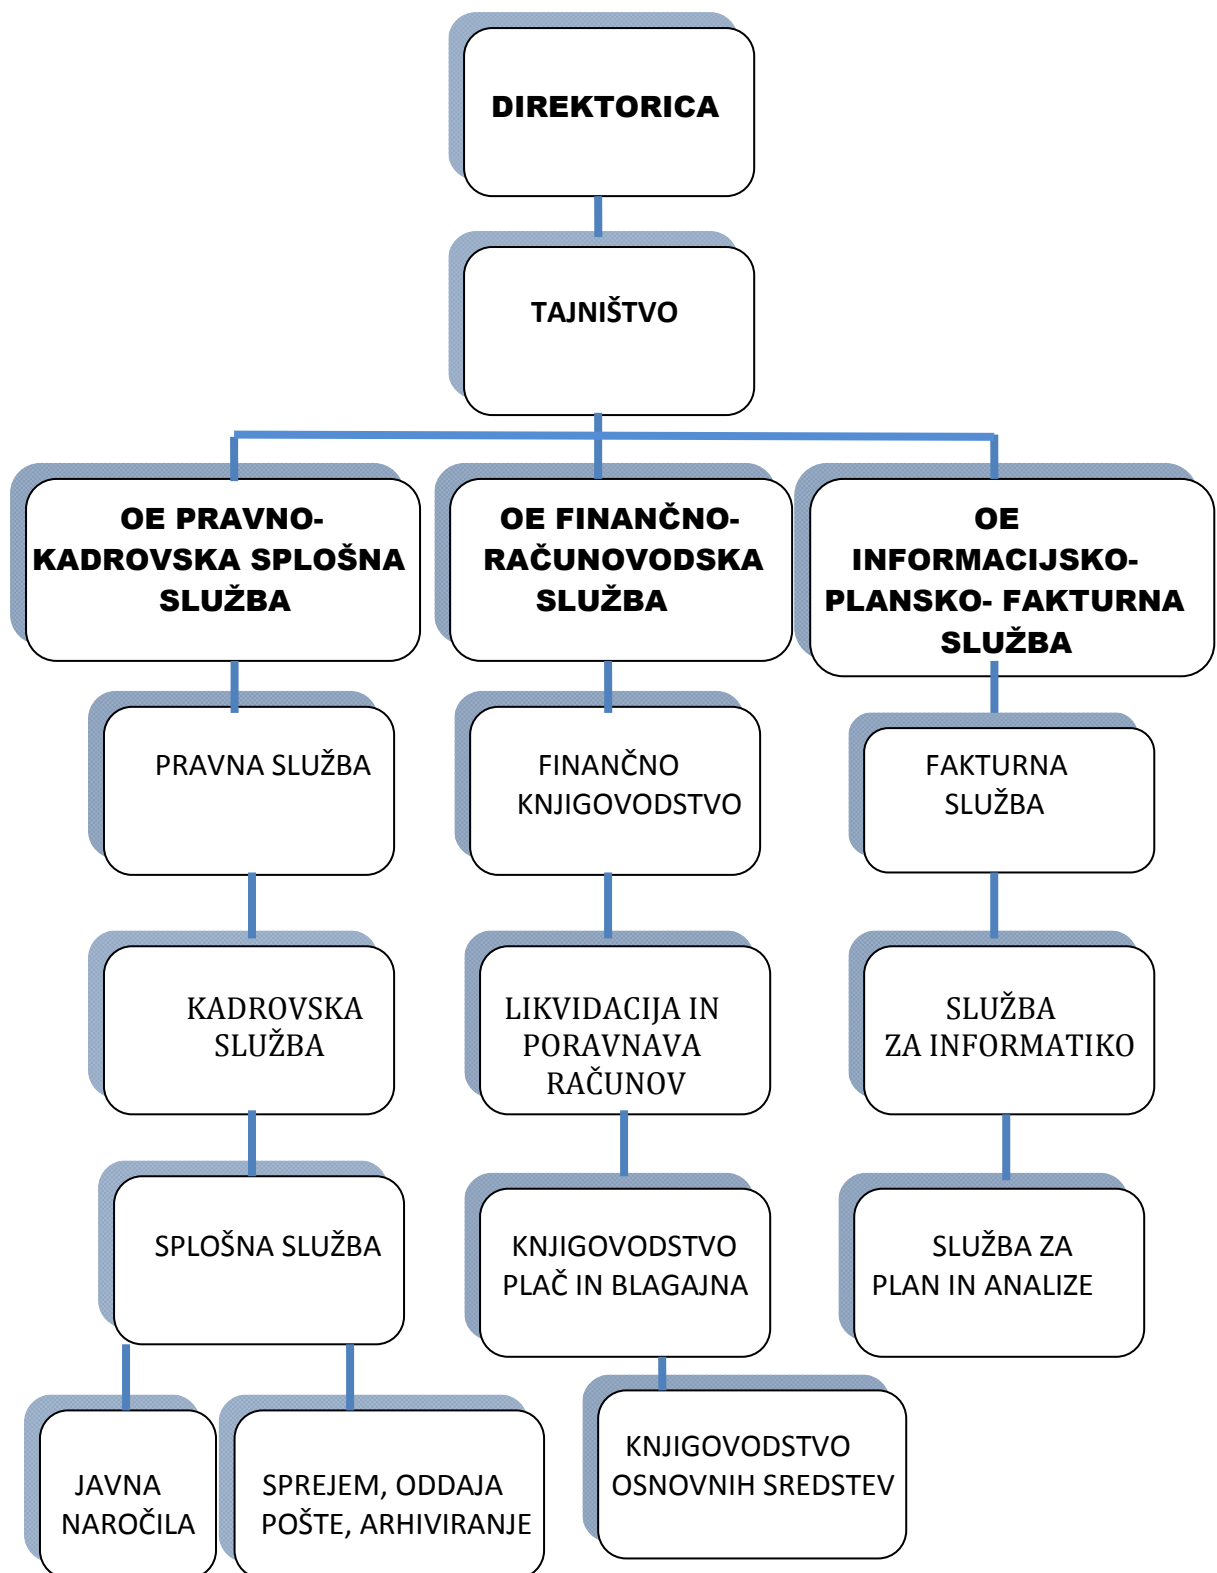 DIREKTORICA
TAJNIŠTVO
OE PRAVNO-
KADROVSKA SPLOŠNA
SLUŽBA
OE FINANČNO-
RAČUNOVODSKA
SLUŽBA
OE
INFORMACIJSKO-
PLANSKO- FAKTURNA
SLUŽBA
PRAVNA SLUŽBA
FINANČNO
KNJIGOVODSTVO
FAKTURNA
SLUŽBA
KADROVSKA
SLUŽBA
LIKVIDACIJA IN
PORAVNAVA
RAČUNOV
SLUŽBA
ZA INFORMATIKO
SPLOŠNA SLUŽBA
KNJIGOVODSTVO
PLAČ IN BLAGAJNA
SLUŽBA ZA
PLAN IN ANALIZE
JAVNA
NAROČILA
SPREJEM, ODDAJA
POŠTE, ARHIVIRANJE
KNJIGOVODSTVO
OSNOVNIH SREDSTEV